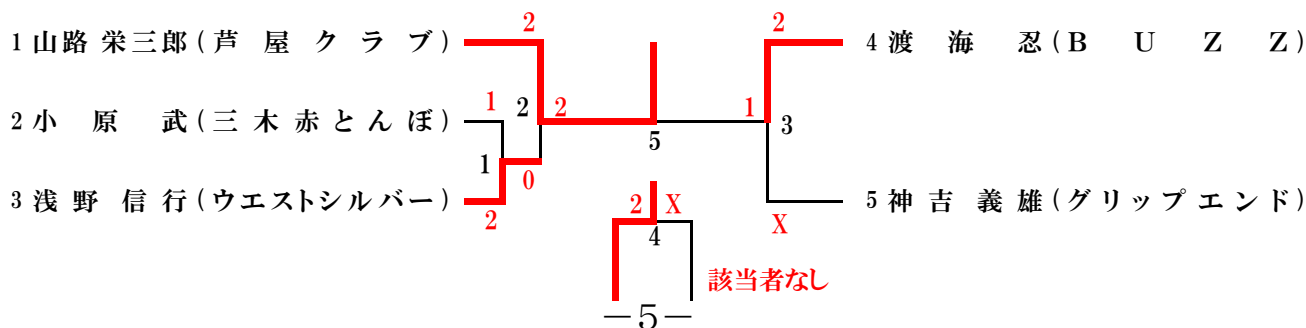 2 2
1 山路 栄三郎(芦屋クラブ) 4 渡海 忍(BUZZ)
1 2 2 1 3
2 小原 武(三木赤とんぼ)
5
1
0
3 浅野 信行(ウエストシルバー) 5 神吉 義雄(グリップエンド)
2 2 X X
4
該当者なし
－5－